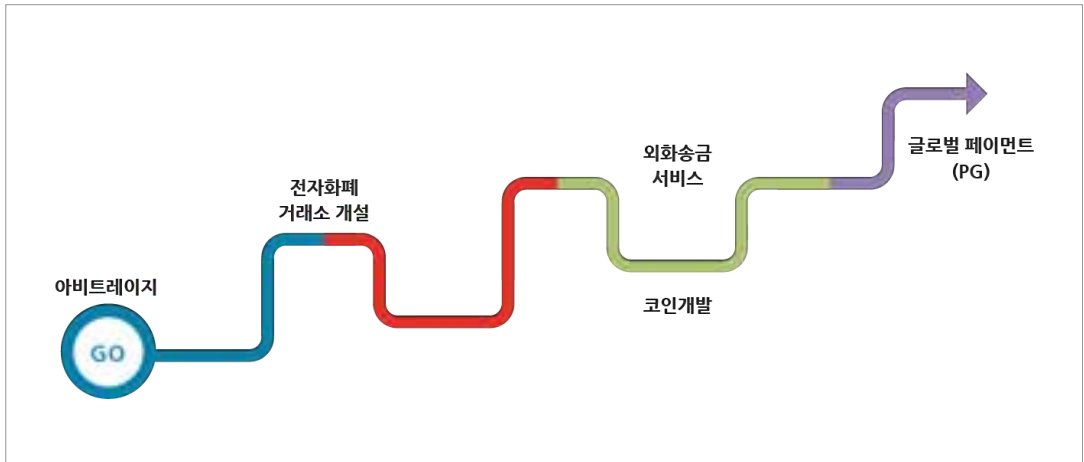 아비트레이지
GO
전자화폐
거래소 개설
외화송금
서비스
코인개발
글로벌 페이먼트
(PG)